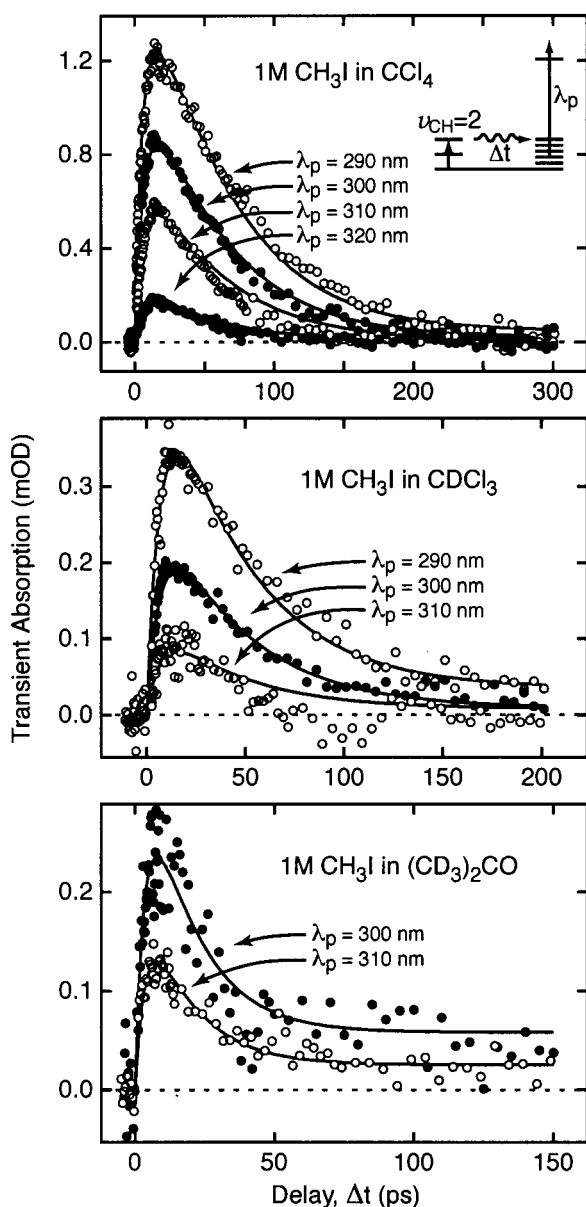 1M CH₃I in CCl₄
λp
υCH=2
Δt
λp = 290 nm
λp = 300 nm
λp = 310 nm
λp = 320 nm
1.2
0.8
0.4
0.0
0
100
200
300
1M CH₃I in CDCl₃
λp = 290 nm
λp = 300 nm
λp = 310 nm
0.3
0.2
0.1
0.0
0
50
100
150
200
Transient Absorption (mOD)
1M CH₃I in (CD₃)₂CO
λp = 300 nm
λp = 310 nm
0.2
0.1
0.0
0
50
100
150
Delay, Δt (ps)